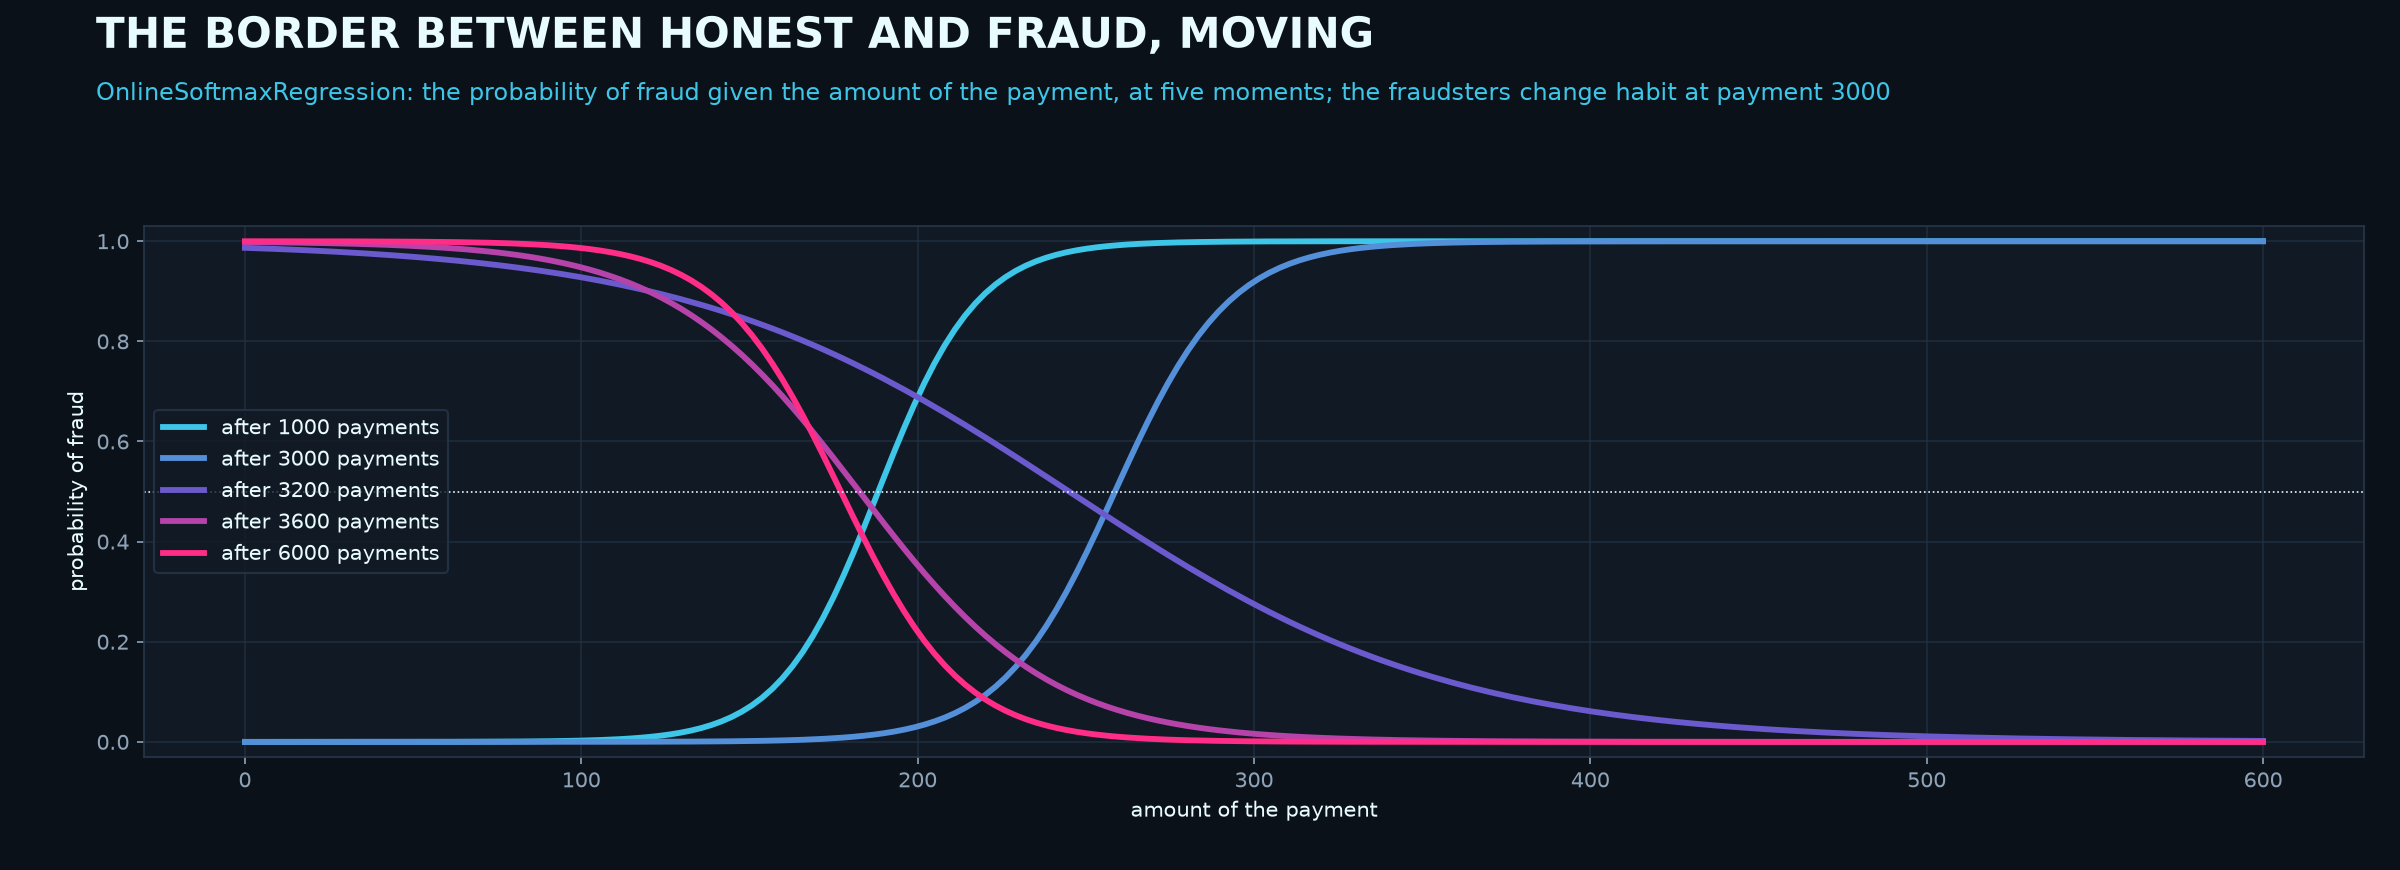 THE BORDER BETWEEN HONEST AND FRAUD, MOVING
OnlineSoftmaxRegression: the probability of fraud given the amount of the payment, at five moments; the fraudsters change habit at payment 3000
probability of fraud
1.0
0.8
0.6
0.4
0.2
0.0
after 1000 payments
after 3000 payments
after 3200 payments
after 3600 payments
after 6000 payments
0 100 200 300 400 500 600
amount of the payment